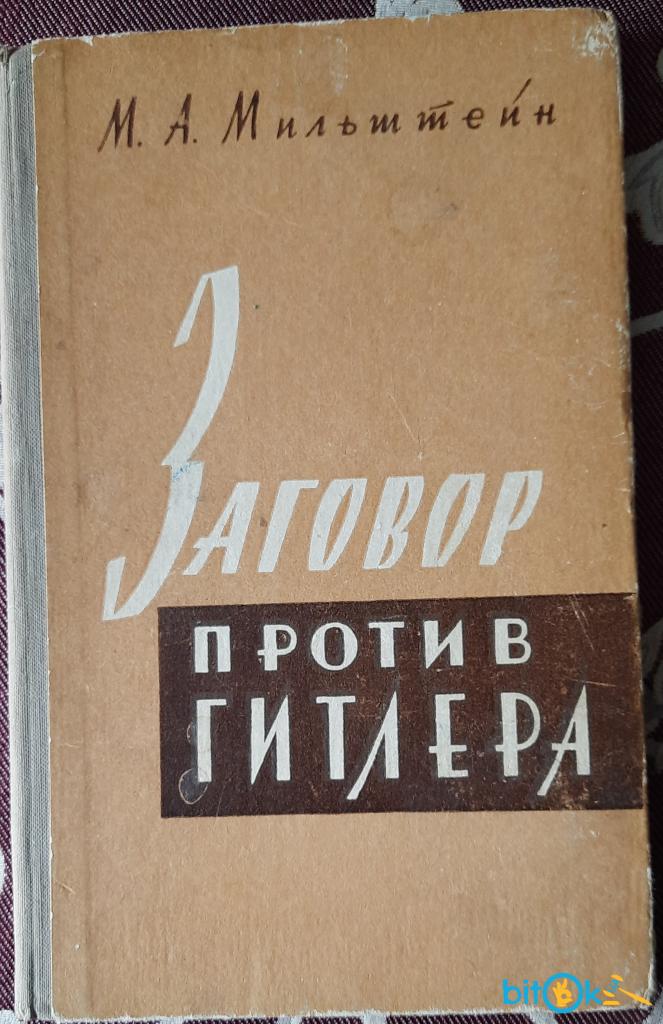 М. А. Мильштейн
Заговор
против
Гитлера
bitok